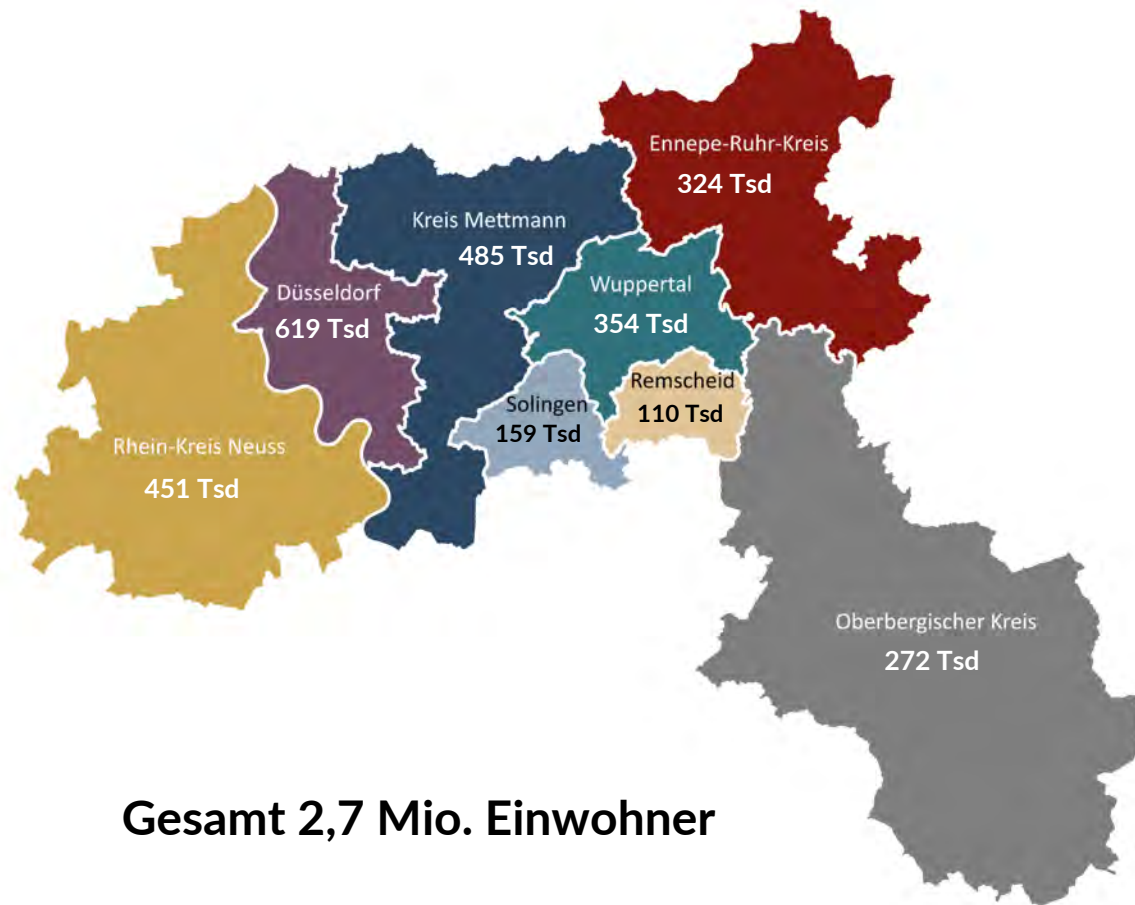 Ennepe-Ruhr-Kreis
324 Tsd
Kreis Mettmann
485 Tsd
Düsseldorf
619 Tsd
Wuppertal
354 Tsd
Remscheid
110 Tsd
Solingen
159 Tsd
Rhein-Kreis Neuss
451 Tsd
Oberbergischer Kreis
272 Tsd
Gesamt 2,7 Mio. Einwohner